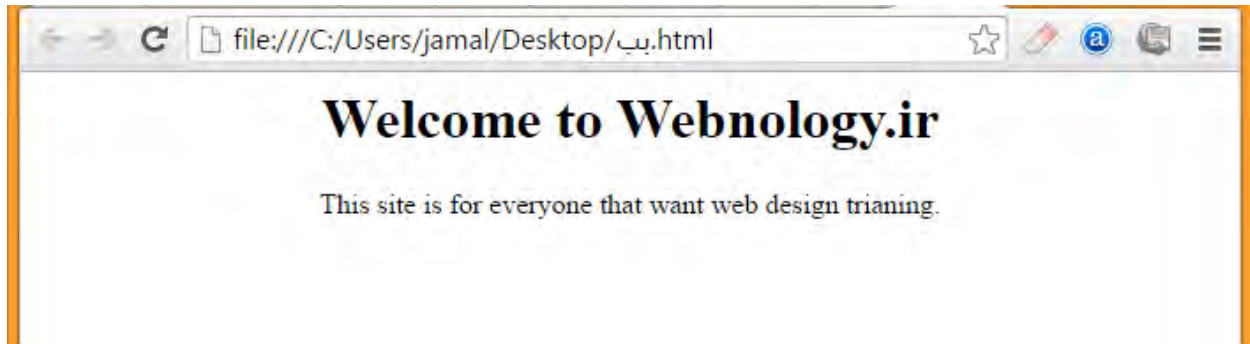 file:///C:/Users/jamal/Desktop/بب.html
Welcome to Webnology.ir
This site is for everyone that want web design trianing.